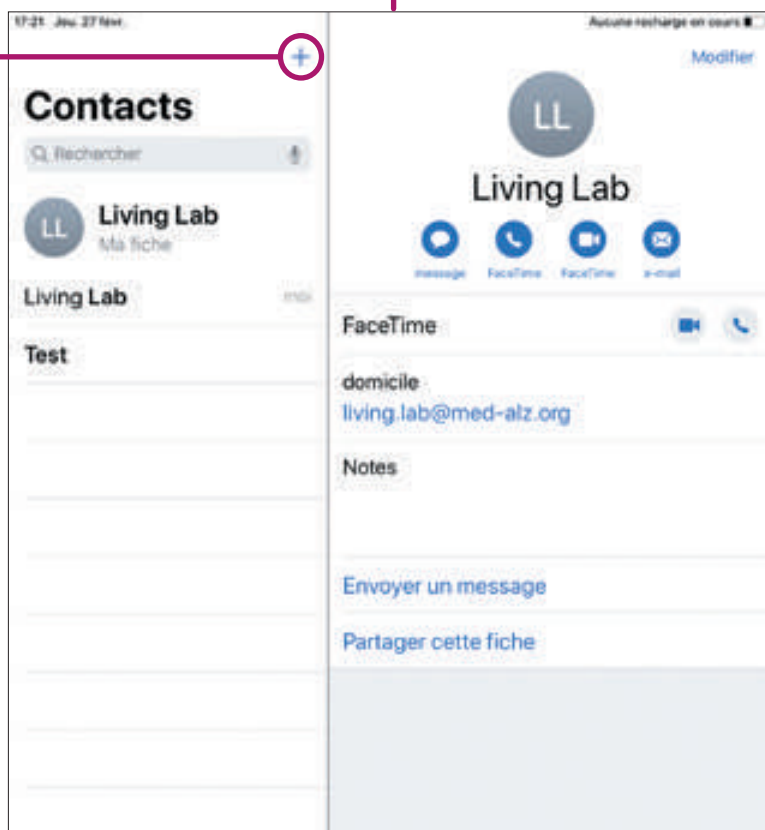 17:21 Jeu. 27 févr.
Aucune recharge en cours
+
Contacts
Rechercher
LL
Living Lab
Ma fiche
Living Lab
moi
Test
Modifier
LL
Living Lab
message FaceTime FaceTime e-mail
FaceTime
domicile
living.lab@med-alz.org
Notes
Envoyer un message
Partager cette fiche